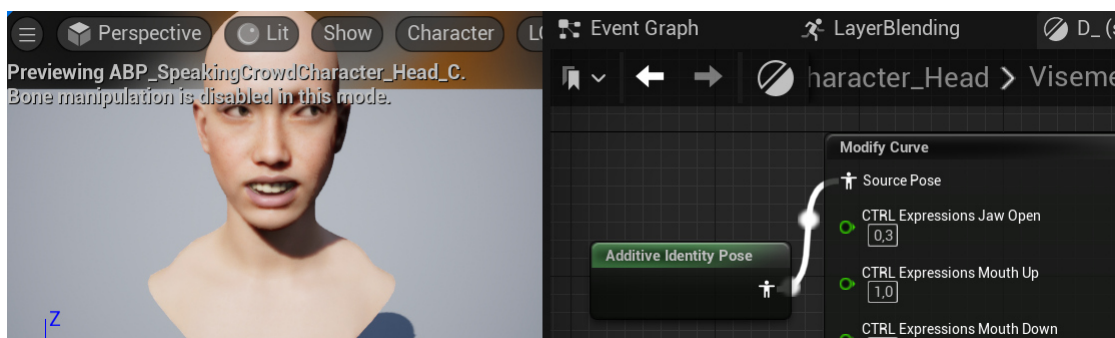 Perspective
Lit
Show
Character
Previewing ABP_SpeakingCrowdCharacter_Head_C.
Bone manipulation is disabled in this mode.
Z
Event Graph
LayerBlending
D_ (
haracter_Head > Viseme
Additive Identity Pose
Modify Curve
Source Pose
CTRL Expressions Jaw Open
0,3
CTRL Expressions Mouth Up
1,0
CTRL Expressions Mouth Down